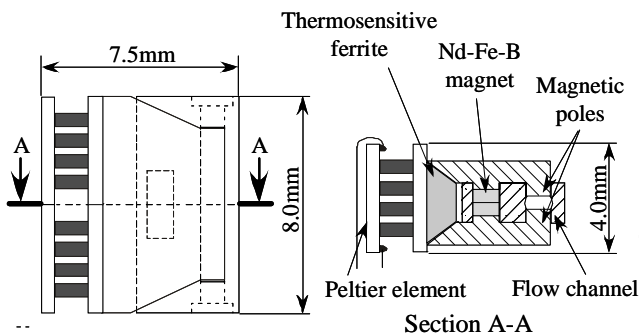 7.5mm
A
A
8.0mm
Thermosensitive
ferrite
Nd-Fe-B
magnet
Magnetic
poles
4.0mm
Peltier element
Flow channel
Section A-A